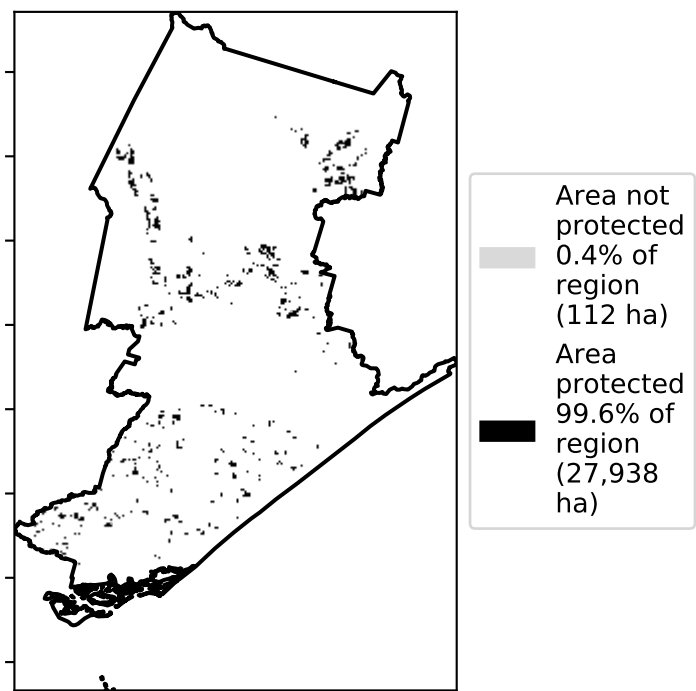 Area not
protected
0.4% of
region
(112 ha)
Area
protected
99.6% of
region
(27,938
ha)